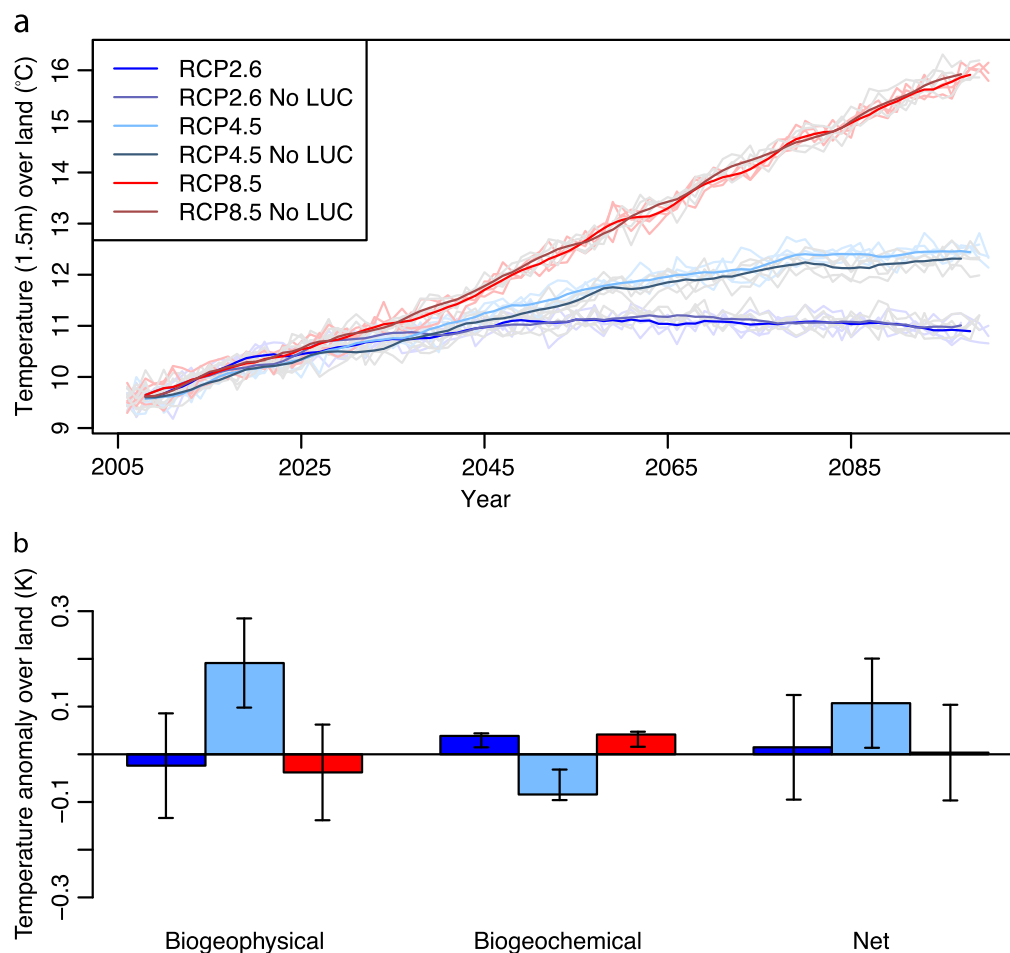 a
Temperature (1.5m) over land (°C)
16
15
14
13
12
11
10
9
RCP2.6
RCP2.6 No LUC
RCP4.5
RCP4.5 No LUC
RCP8.5
RCP8.5 No LUC
2005 2025 2045 2065 2085
Year
b
Temperature anomaly over land (K)
0.3
0.1
−0.1
−0.3
Biogeophysical Biogeochemical Net